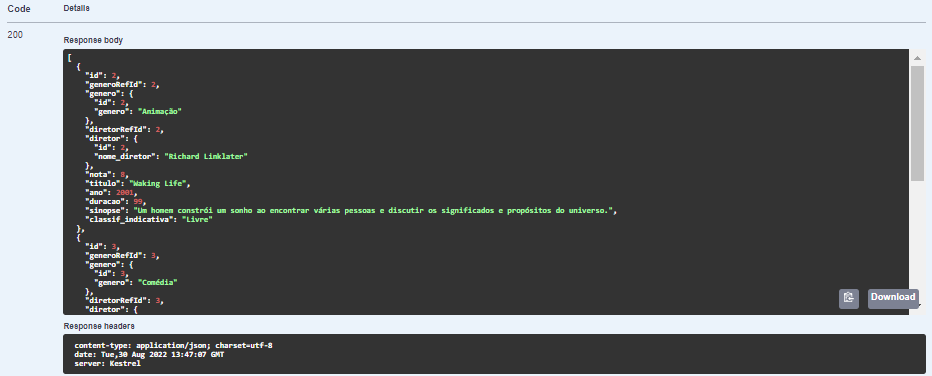 Code Details
200
Response body
[
  {
    "id": 2,
    "generoRefId": 2,
    "genero": {
      "id": 2,
      "genero": "Animação"
    },
    "diretorRefId": 2,
    "diretor": {
      "id": 2,
      "nome_diretor": "Richard Linklater"
    },
    "nota": 8,
    "titulo": "Waking Life",
    "ano": 2001,
    "duracao": 99,
    "sinopse": "Um homem constrói um sonho ao encontrar várias pessoas e discutir os significados e propósitos do universo.",
    "classif_indicativa": "Livre"
  },
  {
    "id": 3,
    "generoRefId": 3,
    "genero": {
      "id": 3,
      "genero": "Comédia"
    },
    "diretorRefId": 3,
    "diretor": {
Download
Response headers
content-type: application/json; charset=utf-8
date: Tue,30 Aug 2022 13:47:07 GMT
server: Kestrel